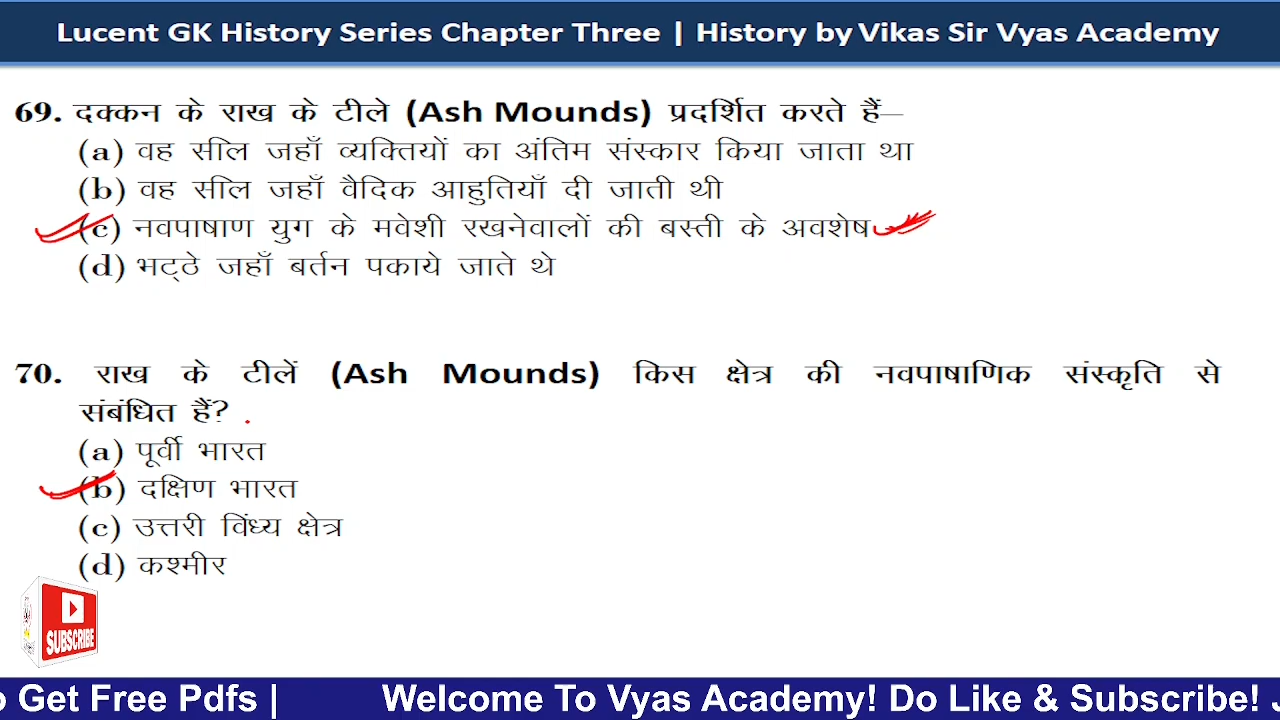 Lucent GK History Series Chapter Three | History by Vikas Sir Vyas Academy
69. दक्कन के राख के टीले (Ash Mounds) प्रदर्शित करते हैं—
(a) वह सील जहाँ व्यक्तियों का अंतिम संस्कार किया जाता था
(b) वह सील जहाँ वैदिक आहुतियाँ दी जाती थी
(c) नवपाषाण युग के मवेशी रखनेवालों की बस्ती के अवशेष
(d) भट्ठे जहाँ बर्तन पकाये जाते थे
70. राख के टीलें (Ash Mounds) किस क्षेत्र की नवपाषाणिक संस्कृति से
संबंधित हैं?
(a) पूर्वी भारत
(b) दक्षिण भारत
(c) उत्तरी विंध्य क्षेत्र
(d) कश्मीर
SUBSCRIBE
o Get Free Pdfs | Welcome To Vyas Academy! Do Like & Subscribe! J